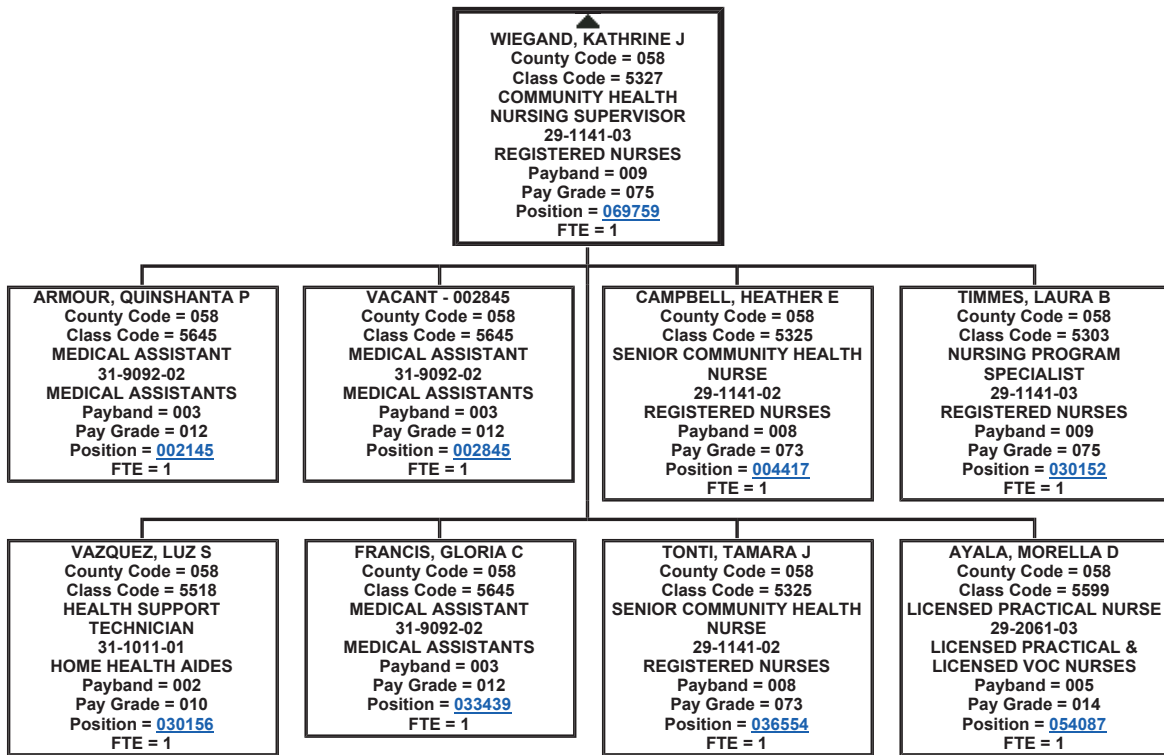 WIEGAND, KATHRINE J
County Code = 058
Class Code = 5327
COMMUNITY HEALTH
NURSING SUPERVISOR
29-1141-03
REGISTERED NURSES
Payband = 009
Pay Grade = 075
Position = 069759
FTE = 1
ARMOUR, QUINSHANTA P
County Code = 058
Class Code = 5645
MEDICAL ASSISTANT
31-9092-02
MEDICAL ASSISTANTS
Payband = 003
Pay Grade = 012
Position = 002145
FTE = 1
VACANT - 002845
County Code = 058
Class Code = 5645
MEDICAL ASSISTANT
31-9092-02
MEDICAL ASSISTANTS
Payband = 003
Pay Grade = 012
Position = 002845
FTE = 1
CAMPBELL, HEATHER E
County Code = 058
Class Code = 5325
SENIOR COMMUNITY HEALTH
NURSE
29-1141-02
REGISTERED NURSES
Payband = 008
Pay Grade = 073
Position = 004417
FTE = 1
TIMMES, LAURA B
County Code = 058
Class Code = 5303
NURSING PROGRAM
SPECIALIST
29-1141-03
REGISTERED NURSES
Payband = 009
Pay Grade = 075
Position = 030152
FTE = 1
VAZQUEZ, LUZ S
County Code = 058
Class Code = 5518
HEALTH SUPPORT
TECHNICIAN
31-1011-01
HOME HEALTH AIDES
Payband = 002
Pay Grade = 010
Position = 030156
FTE = 1
FRANCIS, GLORIA C
County Code = 058
Class Code = 5645
MEDICAL ASSISTANT
31-9092-02
MEDICAL ASSISTANTS
Payband = 003
Pay Grade = 012
Position = 033439
FTE = 1
TONTI, TAMARA J
County Code = 058
Class Code = 5325
SENIOR COMMUNITY HEALTH
NURSE
29-1141-02
REGISTERED NURSES
Payband = 008
Pay Grade = 073
Position = 036554
FTE = 1
AYALA, MORELLA D
County Code = 058
Class Code = 5599
LICENSED PRACTICAL NURSE
29-2061-03
LICENSED PRACTICAL &
LICENSED VOC NURSES
Payband = 005
Pay Grade = 014
Position = 054087
FTE = 1